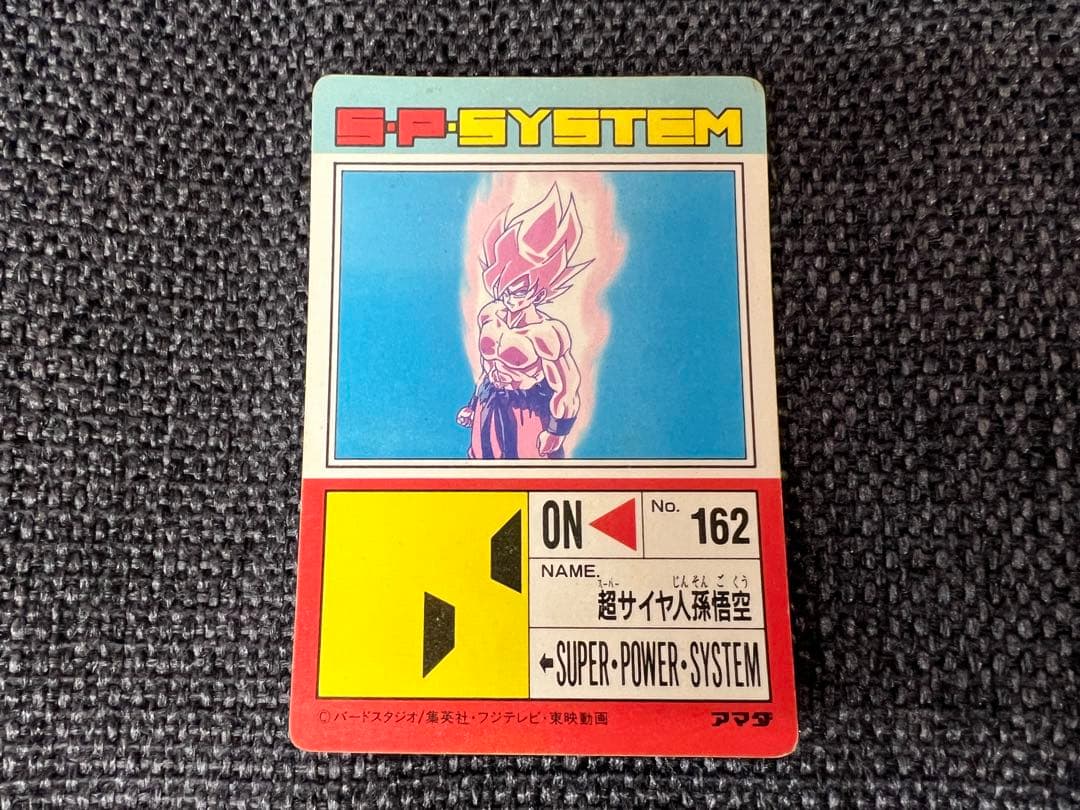 S・P・SYSTEM
ON
No. 162
NAME.
スーパー じんそんごくう
超サイヤ人孫悟空
←SUPER・POWER・SYSTEM
©バードスタジオ/集英社・フジテレビ・東映動画
アマダ